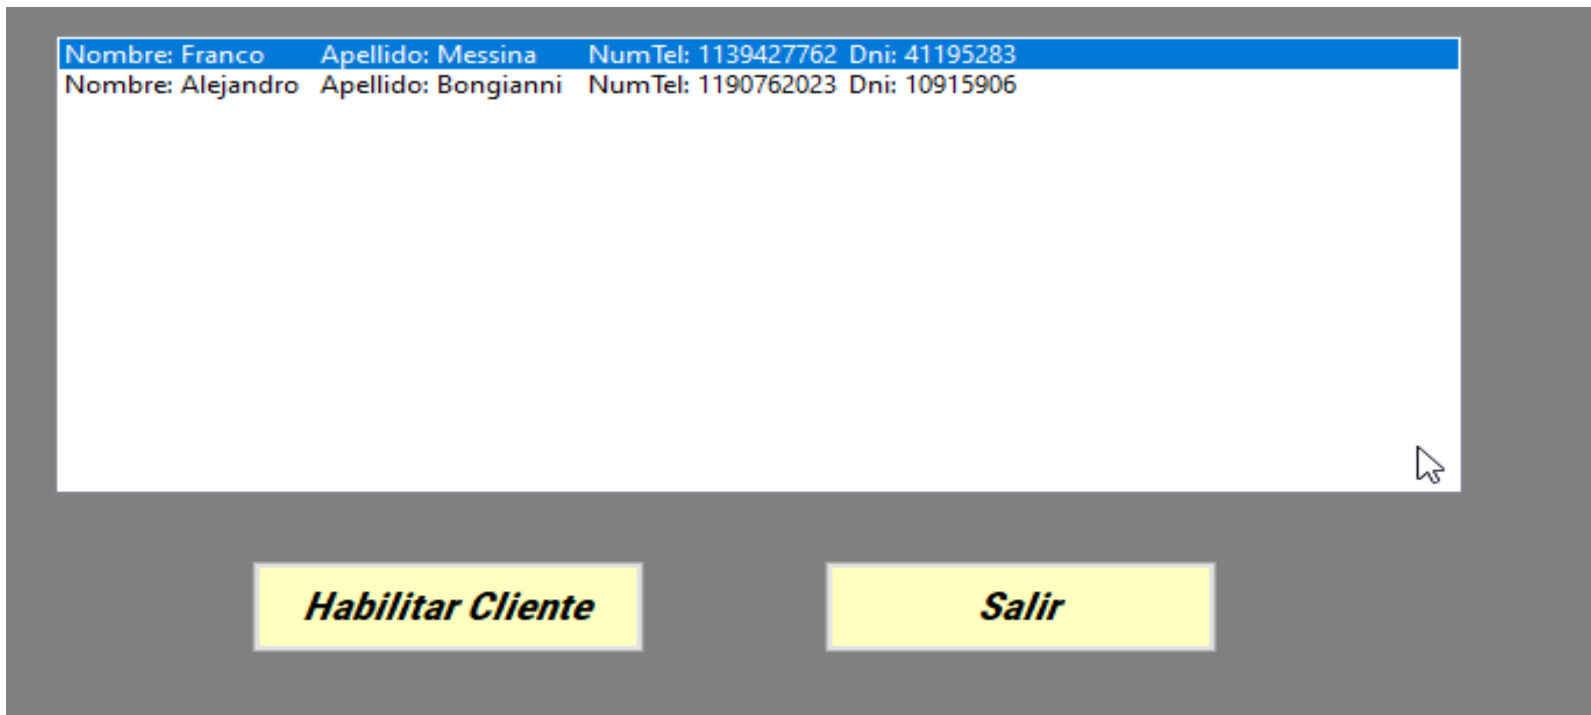 Nombre: Franco Apellido: Messina NumTel: 1139427762 Dni: 41195283
Nombre: Alejandro Apellido: Bongianni NumTel: 1190762023 Dni: 10915906
Habilitar Cliente Salir